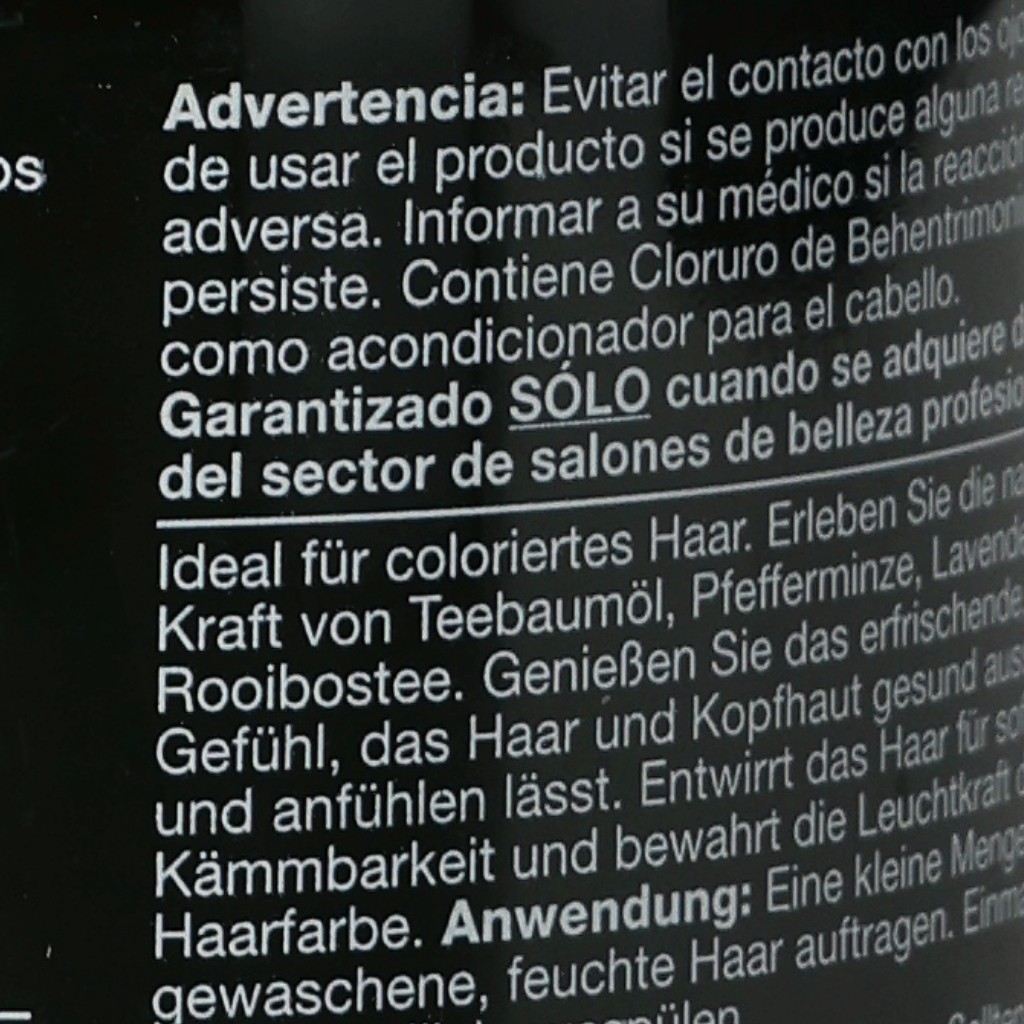 os
Advertencia: Evitar el contacto con los
de usar el producto si se produce alguna
adversa. Informar a su médico si la
persiste. Contiene Cloruro de
como acondicionador para el cabello.
Garantizado SÓLO cuando se adquiere
del sector de salones de belleza
Ideal für coloriertes Haar. Erleben Sie die
Kraft von Teebaumöl, Pfefferminze,
Rooibostee. Genießen Sie das erfrischende
Gefühl, das Haar und Kopfhaut gesund
und anfühlen lässt. Entwirrt das Haar für
Kämmbarkeit und bewahrt die Leuchtkraft
Haarfarbe. Anwendung: Eine kleine Menge
gewaschene, feuchte Haar auftragen.